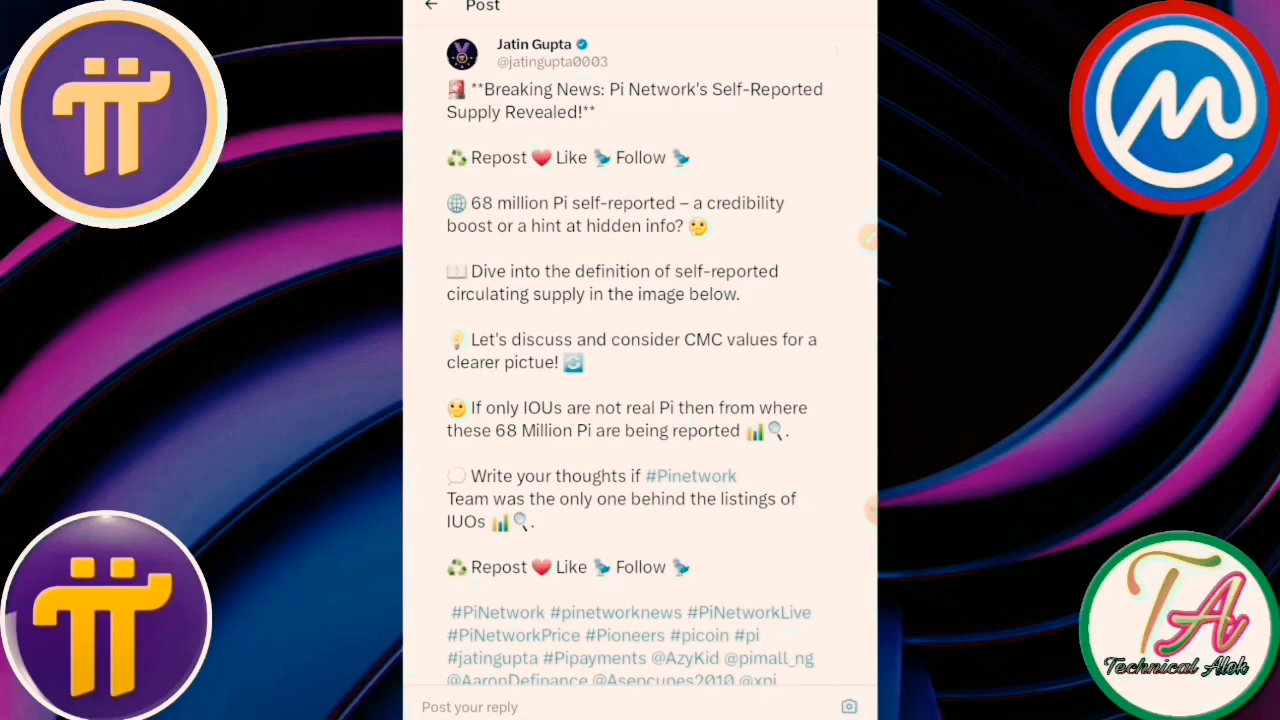 Post
Jatin Gupta
@jatingupta0003
**Breaking News: Pi Network's Self-Reported
Supply Revealed!**
Repost Like Follow
68 million Pi self-reported – a credibility
boost or a hint at hidden info?
Dive into the definition of self-reported
circulating supply in the image below.
Let's discuss and consider CMC values for a
clearer pictue!
If only IOUs are not real Pi then from where
these 68 Million Pi are being reported .
Write your thoughts if #Pinetwork
Team was the only one behind the listings of
IUOs .
Repost Like Follow
#PiNetwork #pinetworknews #PiNetworkLive
#PiNetworkPrice #Pioneers #picoin #pi
#jatingupta #Pipayments @AzyKid @pimall_ng
@AaronDefinance @Asencupes2010 @xpi
Post your reply
TA
Technical Alok